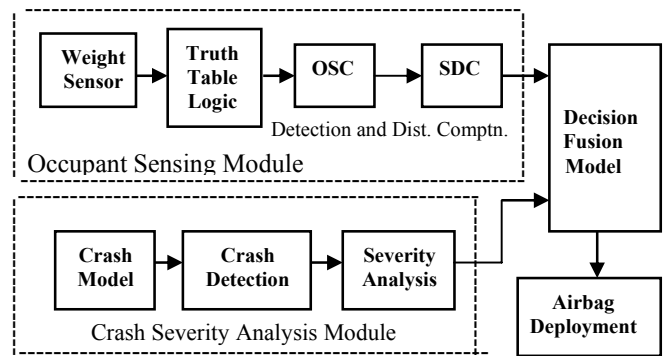 Weight
Sensor
Truth
Table
Logic
OSC
SDC
Detection and Dist. Comptn.
Occupant Sensing Module
Decision
Fusion
Model
Crash
Model
Crash
Detection
Severity
Analysis
Crash Severity Analysis Module
Airbag
Deployment